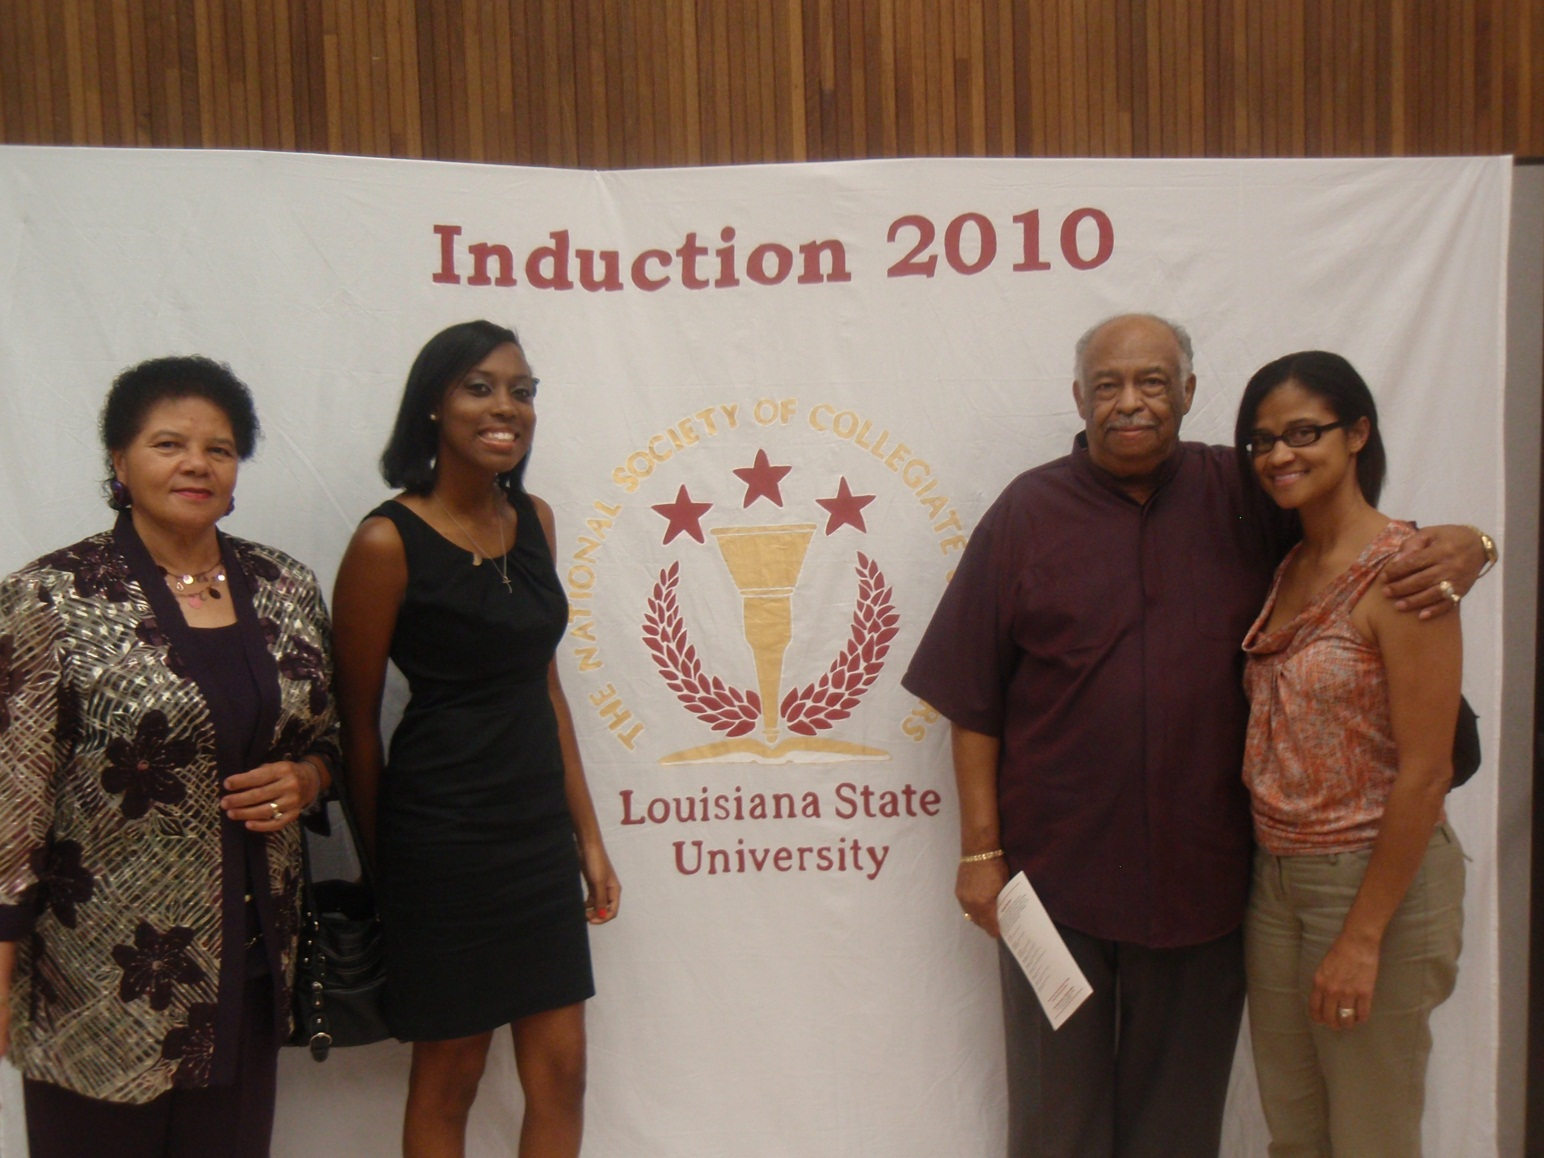 Induction 2010
THE NATIONAL SOCIETY OF COLLEGIATE
Louisiana State
University